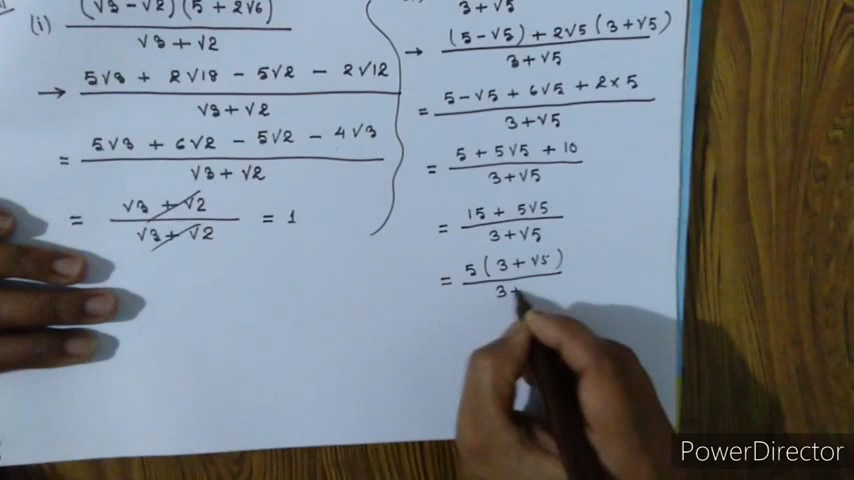 (i) (√3 - √2) (5 + 2√6) / √3 + √2
→ 5√3 + 2√18 - 5√2 - 2√12 / √3 + √2
= 5√3 + 6√2 - 5√2 - 4√3 / √3 + √2
= √3 + √2 / √3 + √2 = 1
3 + √5
→ (5 - √5) + 2√5 (3 + √5) / 3 + √5
= 5 - √5 + 6√5 + 2 × 5 / 3 + √5
= 5 + 5√5 + 10 / 3 + √5
= 15 + 5√5 / 3 + √5
= 5 (3 + √5) / 3 +
PowerDirector